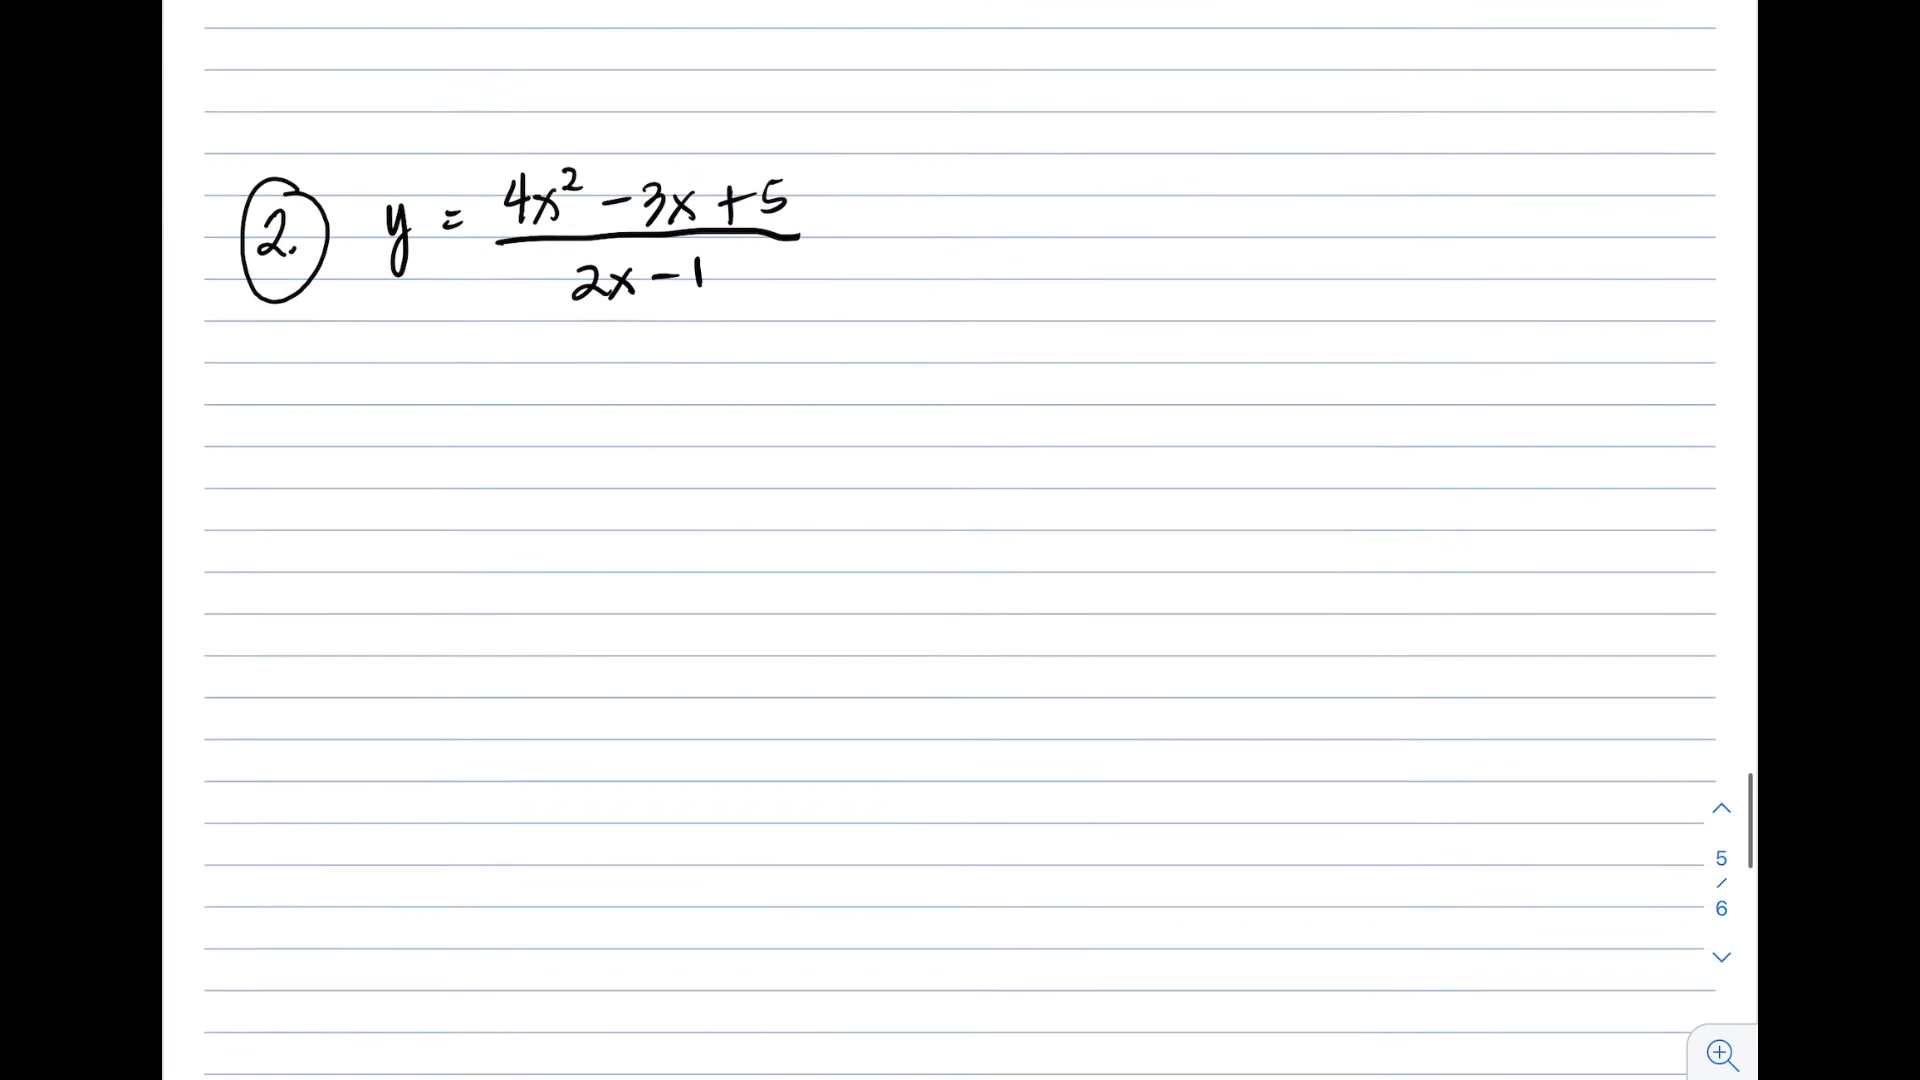 2. y = 4x² - 3x + 5
2x - 1
5
/
6